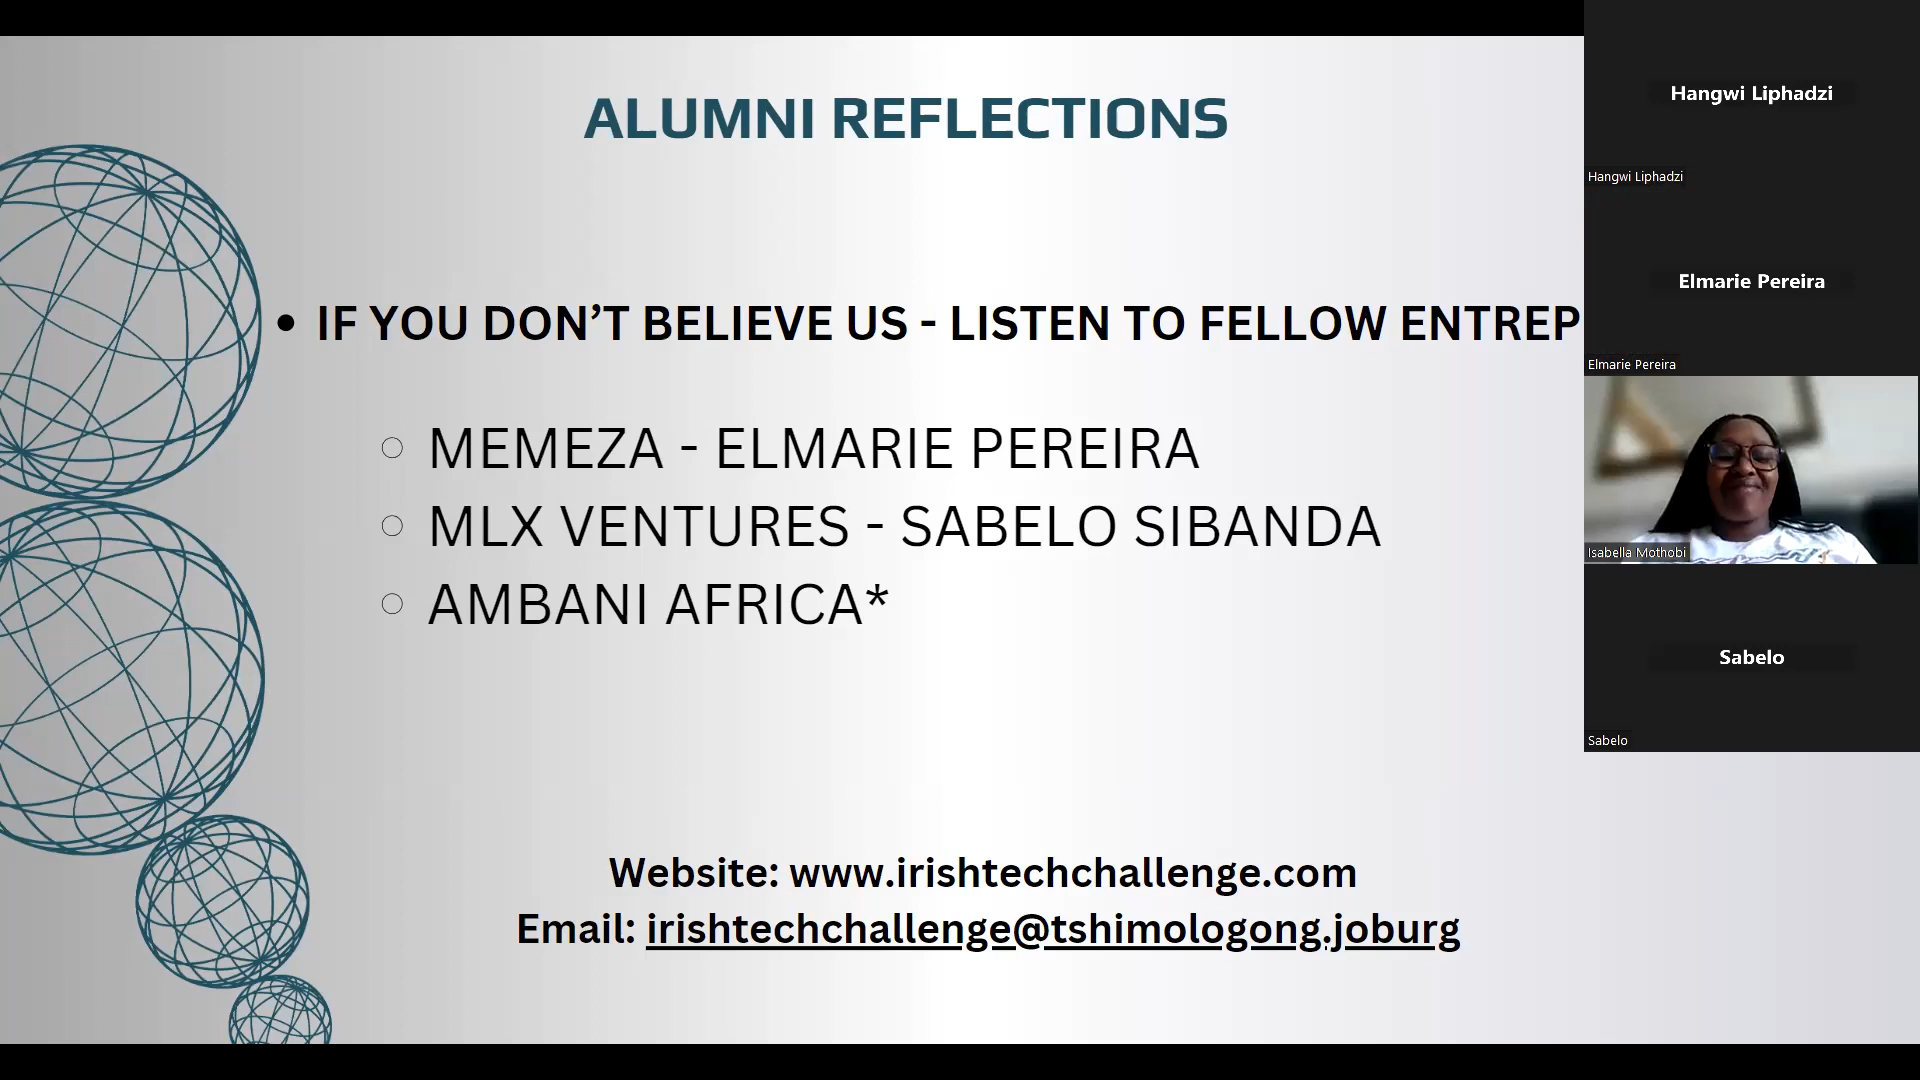 ALUMNI REFLECTIONS
• IF YOU DON’T BELIEVE US - LISTEN TO FELLOW ENTREP
○ MEMEZA - ELMARIE PEREIRA
○ MLX VENTURES - SABELO SIBANDA
○ AMBANI AFRICA*
Website: www.irishtechchallenge.com
Email: irishtechchallenge@tshimologong.joburg
Hangwi Liphadzi
Hangwi Liphadzi
Elmarie Pereira
Elmarie Pereira
Isabella Mothobi
Sabelo
Sabelo